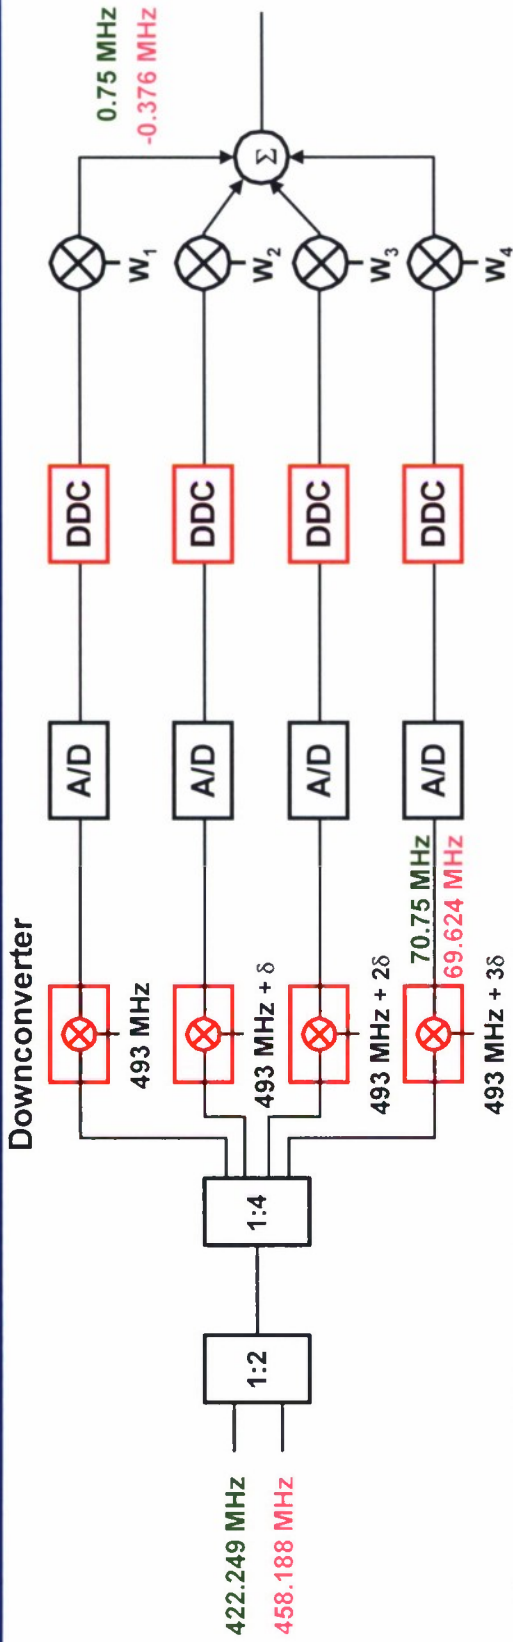 Downconverter
422.249 MHz
458.188 MHz
1:2
1:4
493 MHz
493 MHz + δ
493 MHz + 2δ
493 MHz + 3δ
70.75 MHz
69.624 MHz
A/D
A/D
A/D
A/D
DDC
DDC
DDC
DDC
W1
W2
W3
W4
Σ
0.75 MHz
-0.376 MHz